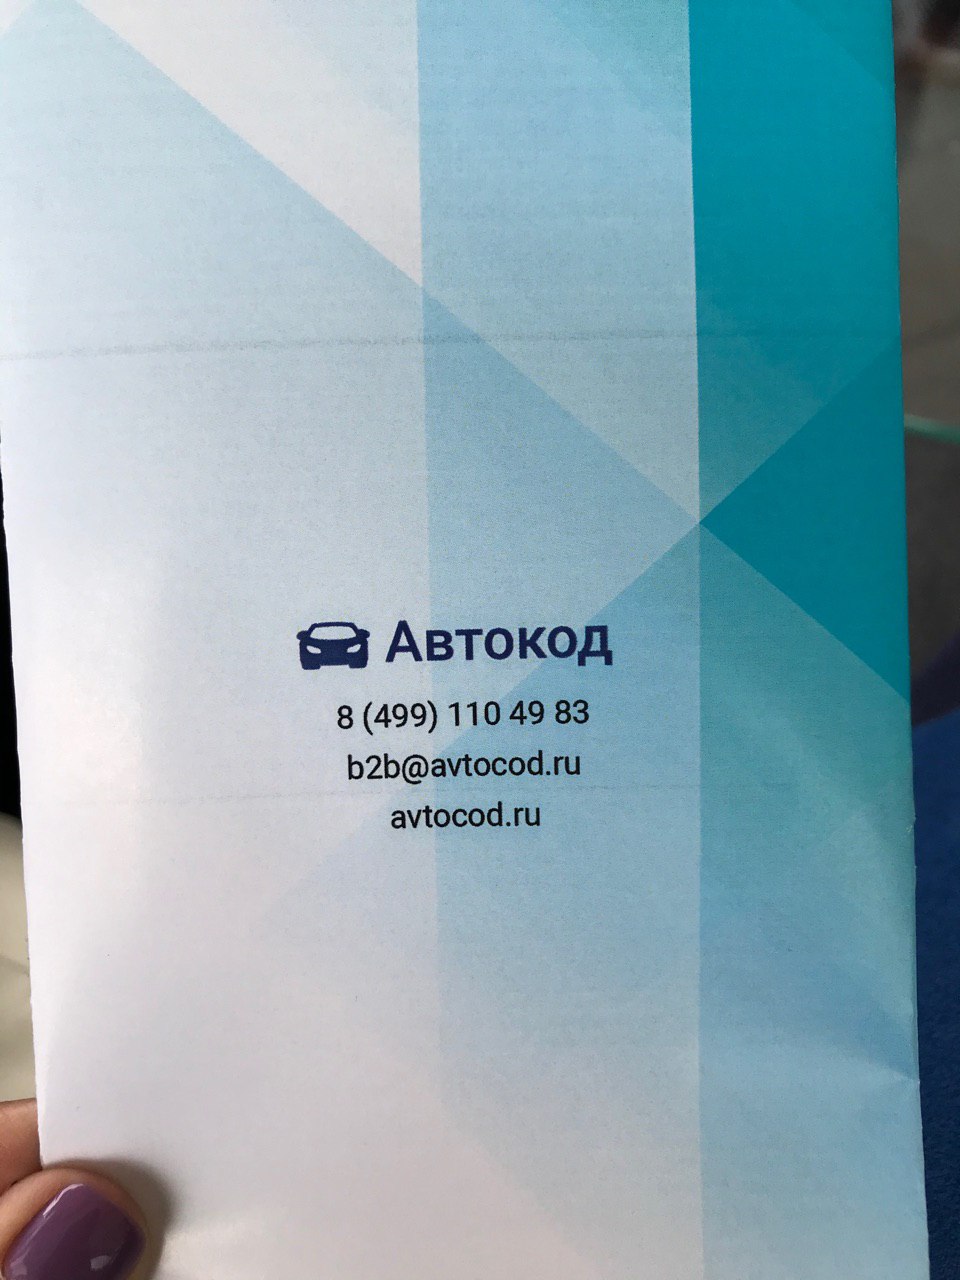 Автокод
8 (499) 110 49 83
b2b@avtocod.ru
avtocod.ru